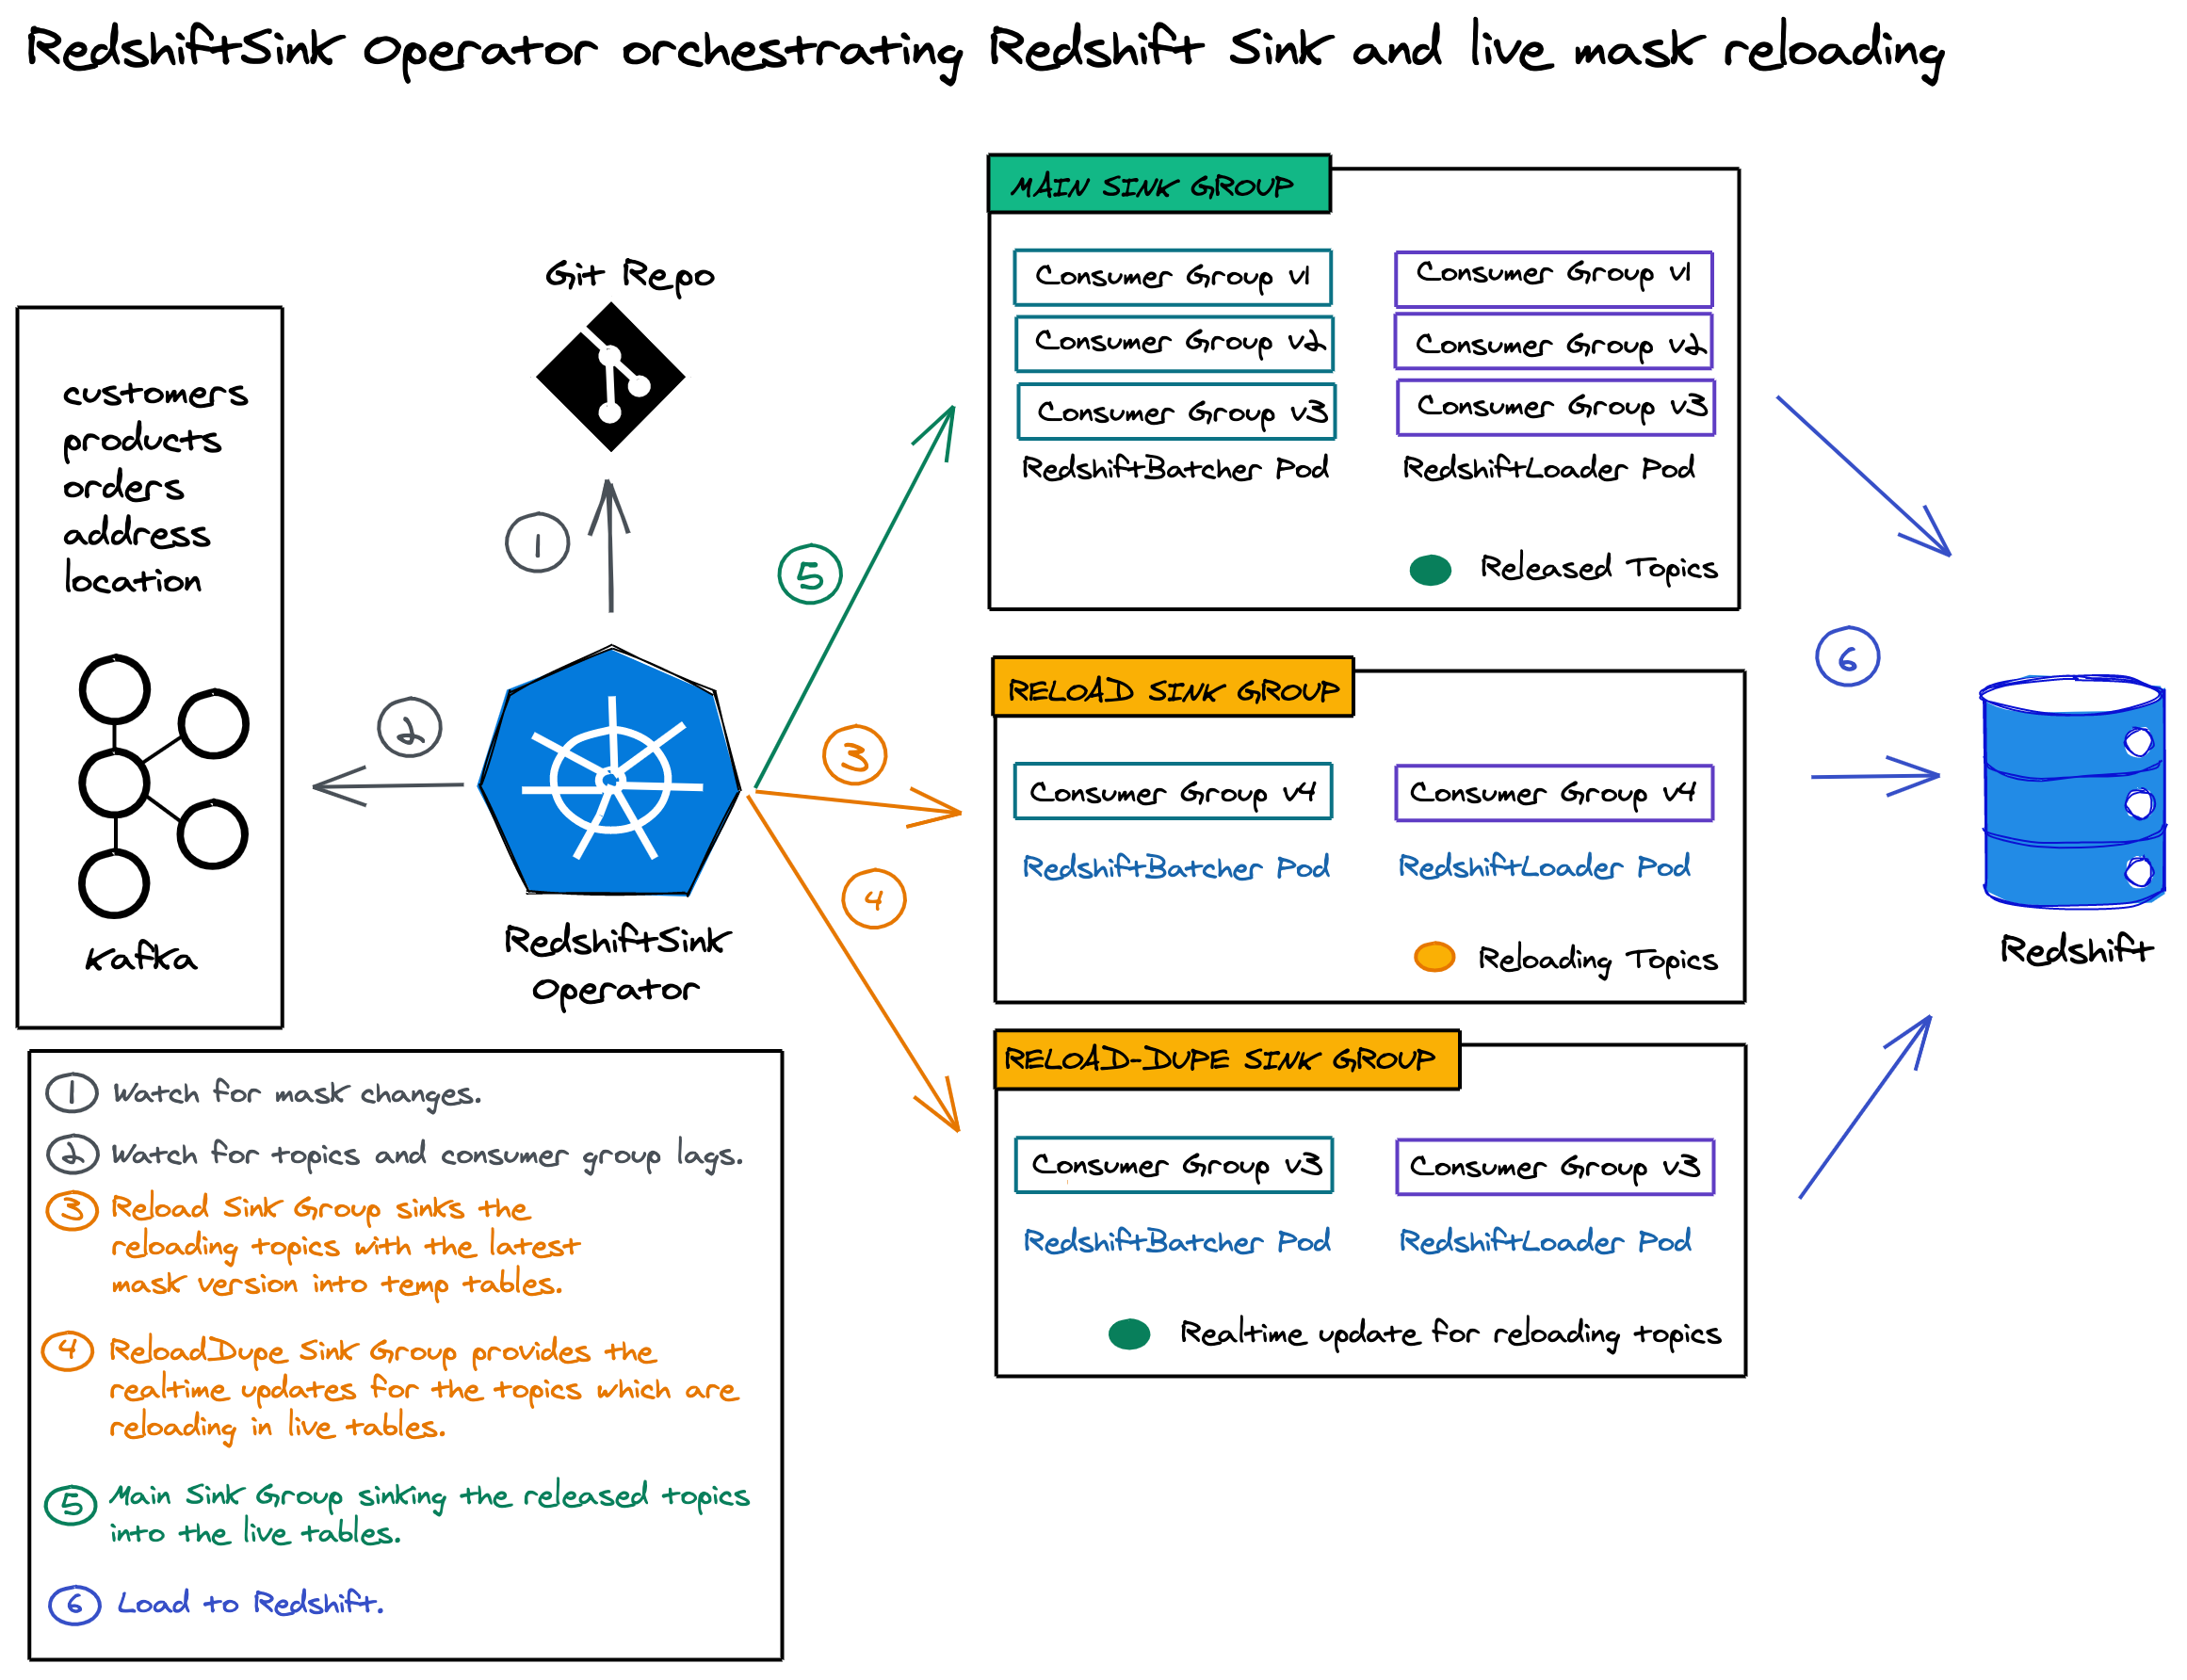 RedshiftSink Operator orchestrating Redshift Sink and live mask reloading
customers
products
orders
address
location
Kafka
Git Repo
1
2
RedshiftSink
Operator
5
3
4
MAIN SINK GROUP
Consumer Group v1
Consumer Group v2
Consumer Group v3
RedshiftBatcher Pod
Consumer Group v1
Consumer Group v2
Consumer Group v3
RedshiftLoader Pod
Released Topics
RELOAD SINK GROUP
Consumer Group v4
RedshiftBatcher Pod
Consumer Group v4
RedshiftLoader Pod
Reloading Topics
RELOAD-DUPE SINK GROUP
Consumer Group v3
RedshiftBatcher Pod
Consumer Group v3
RedshiftLoader Pod
Realtime update for reloading topics
6
Redshift
1 Watch for mask changes.
2 Watch for topics and consumer group lags.
3 Reload Sink Group sinks the
reloading topics with the latest
mask version into temp tables.
4 ReloadDupe Sink Group provides the
realtime updates for the topics which are
reloading in live tables.
5 Main Sink Group sinking the released topics
into the live tables.
6 Load to Redshift.